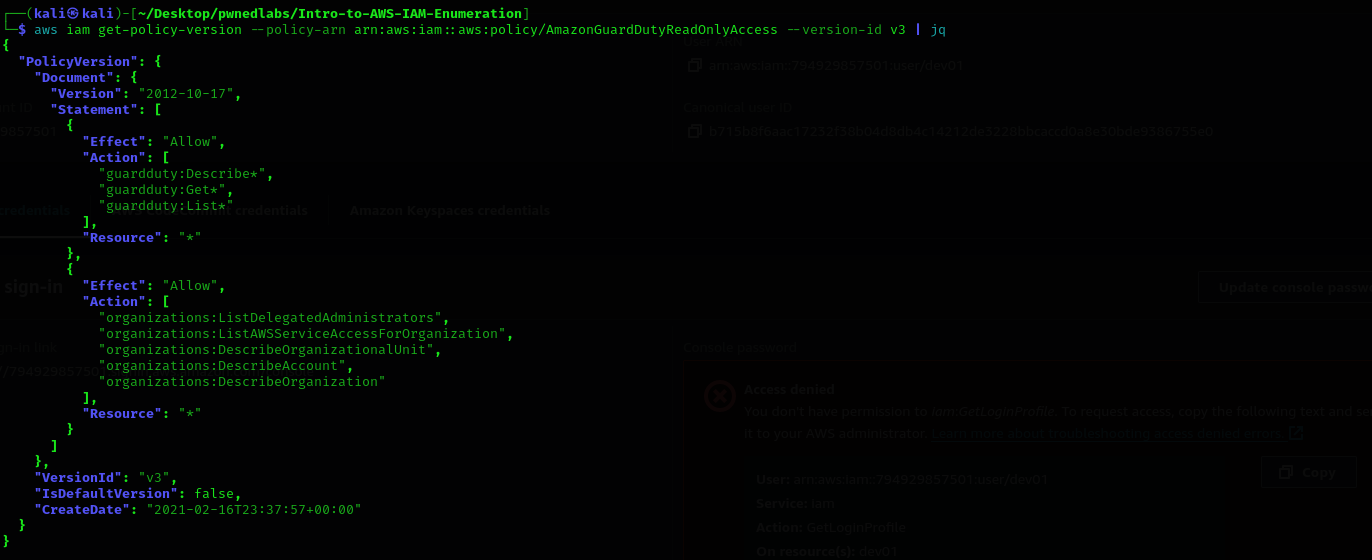 ┌──(kali㉿kali)-[~/Desktop/pwnedlabs/Intro-to-AWS-IAM-Enumeration]
└─$ aws iam get-policy-version --policy-arn arn:aws:iam::aws:policy/AmazonGuardDutyReadOnlyAccess --version-id v3 | jq
{
  "PolicyVersion": {
    "Document": {
      "Version": "2012-10-17",
      "Statement": [
        {
          "Effect": "Allow",
          "Action": [
            "guardduty:Describe*",
            "guardduty:Get*",
            "guardduty:List*"
          ],
          "Resource": "*"
        },
        {
          "Effect": "Allow",
          "Action": [
            "organizations:ListDelegatedAdministrators",
            "organizations:ListAWSServiceAccessForOrganization",
            "organizations:DescribeOrganizationalUnit",
            "organizations:DescribeAccount",
            "organizations:DescribeOrganization"
          ],
          "Resource": "*"
        }
      ]
    },
    "VersionId": "v3",
    "IsDefaultVersion": false,
    "CreateDate": "2021-02-16T23:37:57+00:00"
  }
}
arn:aws:iam::794929857501:user/dev01
Canonical user ID
credentials
Amazon Keyspaces credentials
sign-in
Update console passw
Console password
Access denied
You don't have permission to iam:GetLoginProfile. To request access, copy the following text and se
it to your AWS administrator. Learn more about troubleshooting access denied errors.
Copy
User: arn:aws:iam::794929857501:user/dev01
Service: iam
Action: GetLoginProfile
On resource(s): dev01